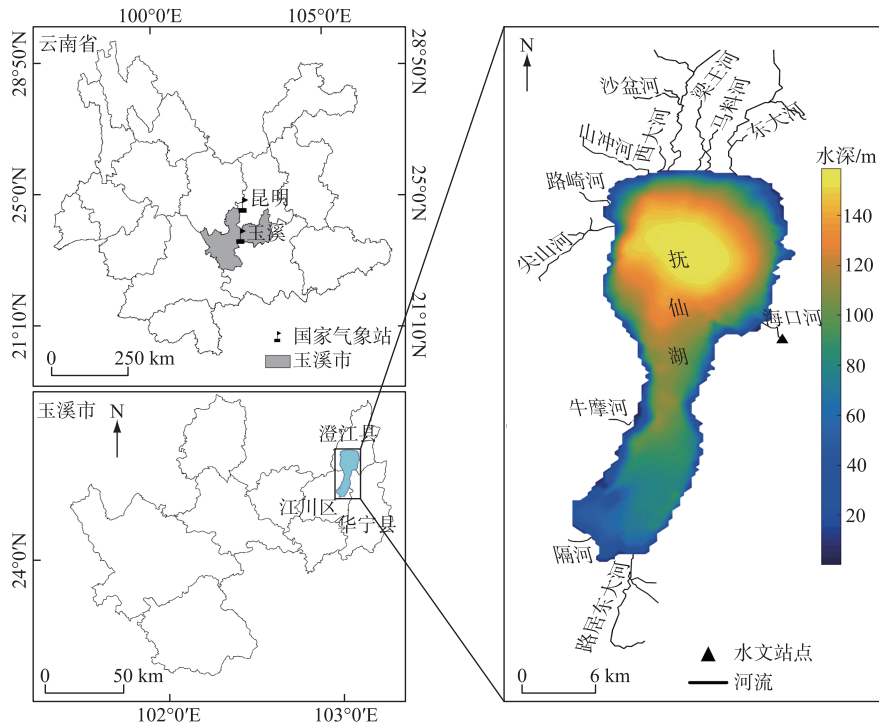 100°0′E
105°0′E
云南省
28°50′N
28°50′N
25°0′N
25°0′N
昆明
玉溪
21°10′N
21°10′N
国家气象站
玉溪市
0
250 km
玉溪市
N
澄江县
江川区
华宁县
24°0′N
0
50 km
102°0′E
103°0′E
N
沙盆河
梁王河
马料河
东大河
西大河
山冲河
路崎河
尖山河
抚
仙
湖
海口河
牛摩河
隔河
路居东大河
水深/m
140
120
100
80
60
40
20
水文站点
河流
0
6 km